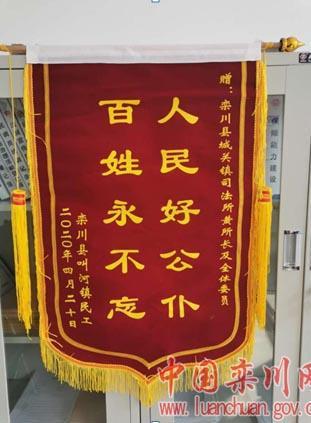 赠：栾川县城关镇司法所黄所长及全体委员
人民好公仆
百姓永不忘
栾川县叫河镇民工
二〇二〇年四月二十日
中国栾川网
www.luanchuan.gov.c